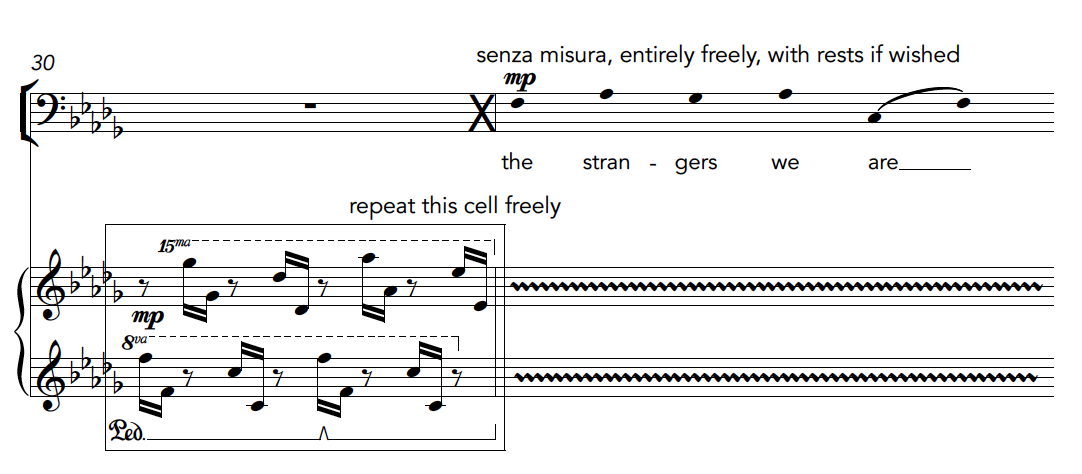 30
senza misura, entirely freely, with rests if wished
mp
the stran - gers we are
repeat this cell freely
15ma
mp
8va
Ped.